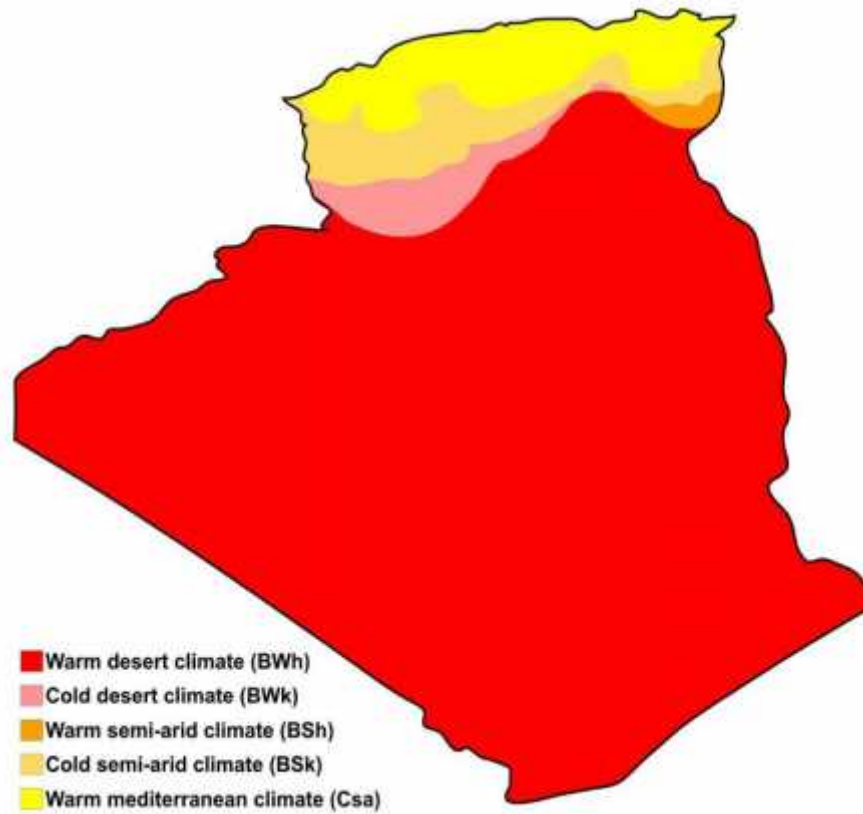 Warm desert climate (BWh)
Cold desert climate (BWk)
Warm semi-arid climate (BSh)
Cold semi-arid climate (BSk)
Warm mediterranean climate (Csa)